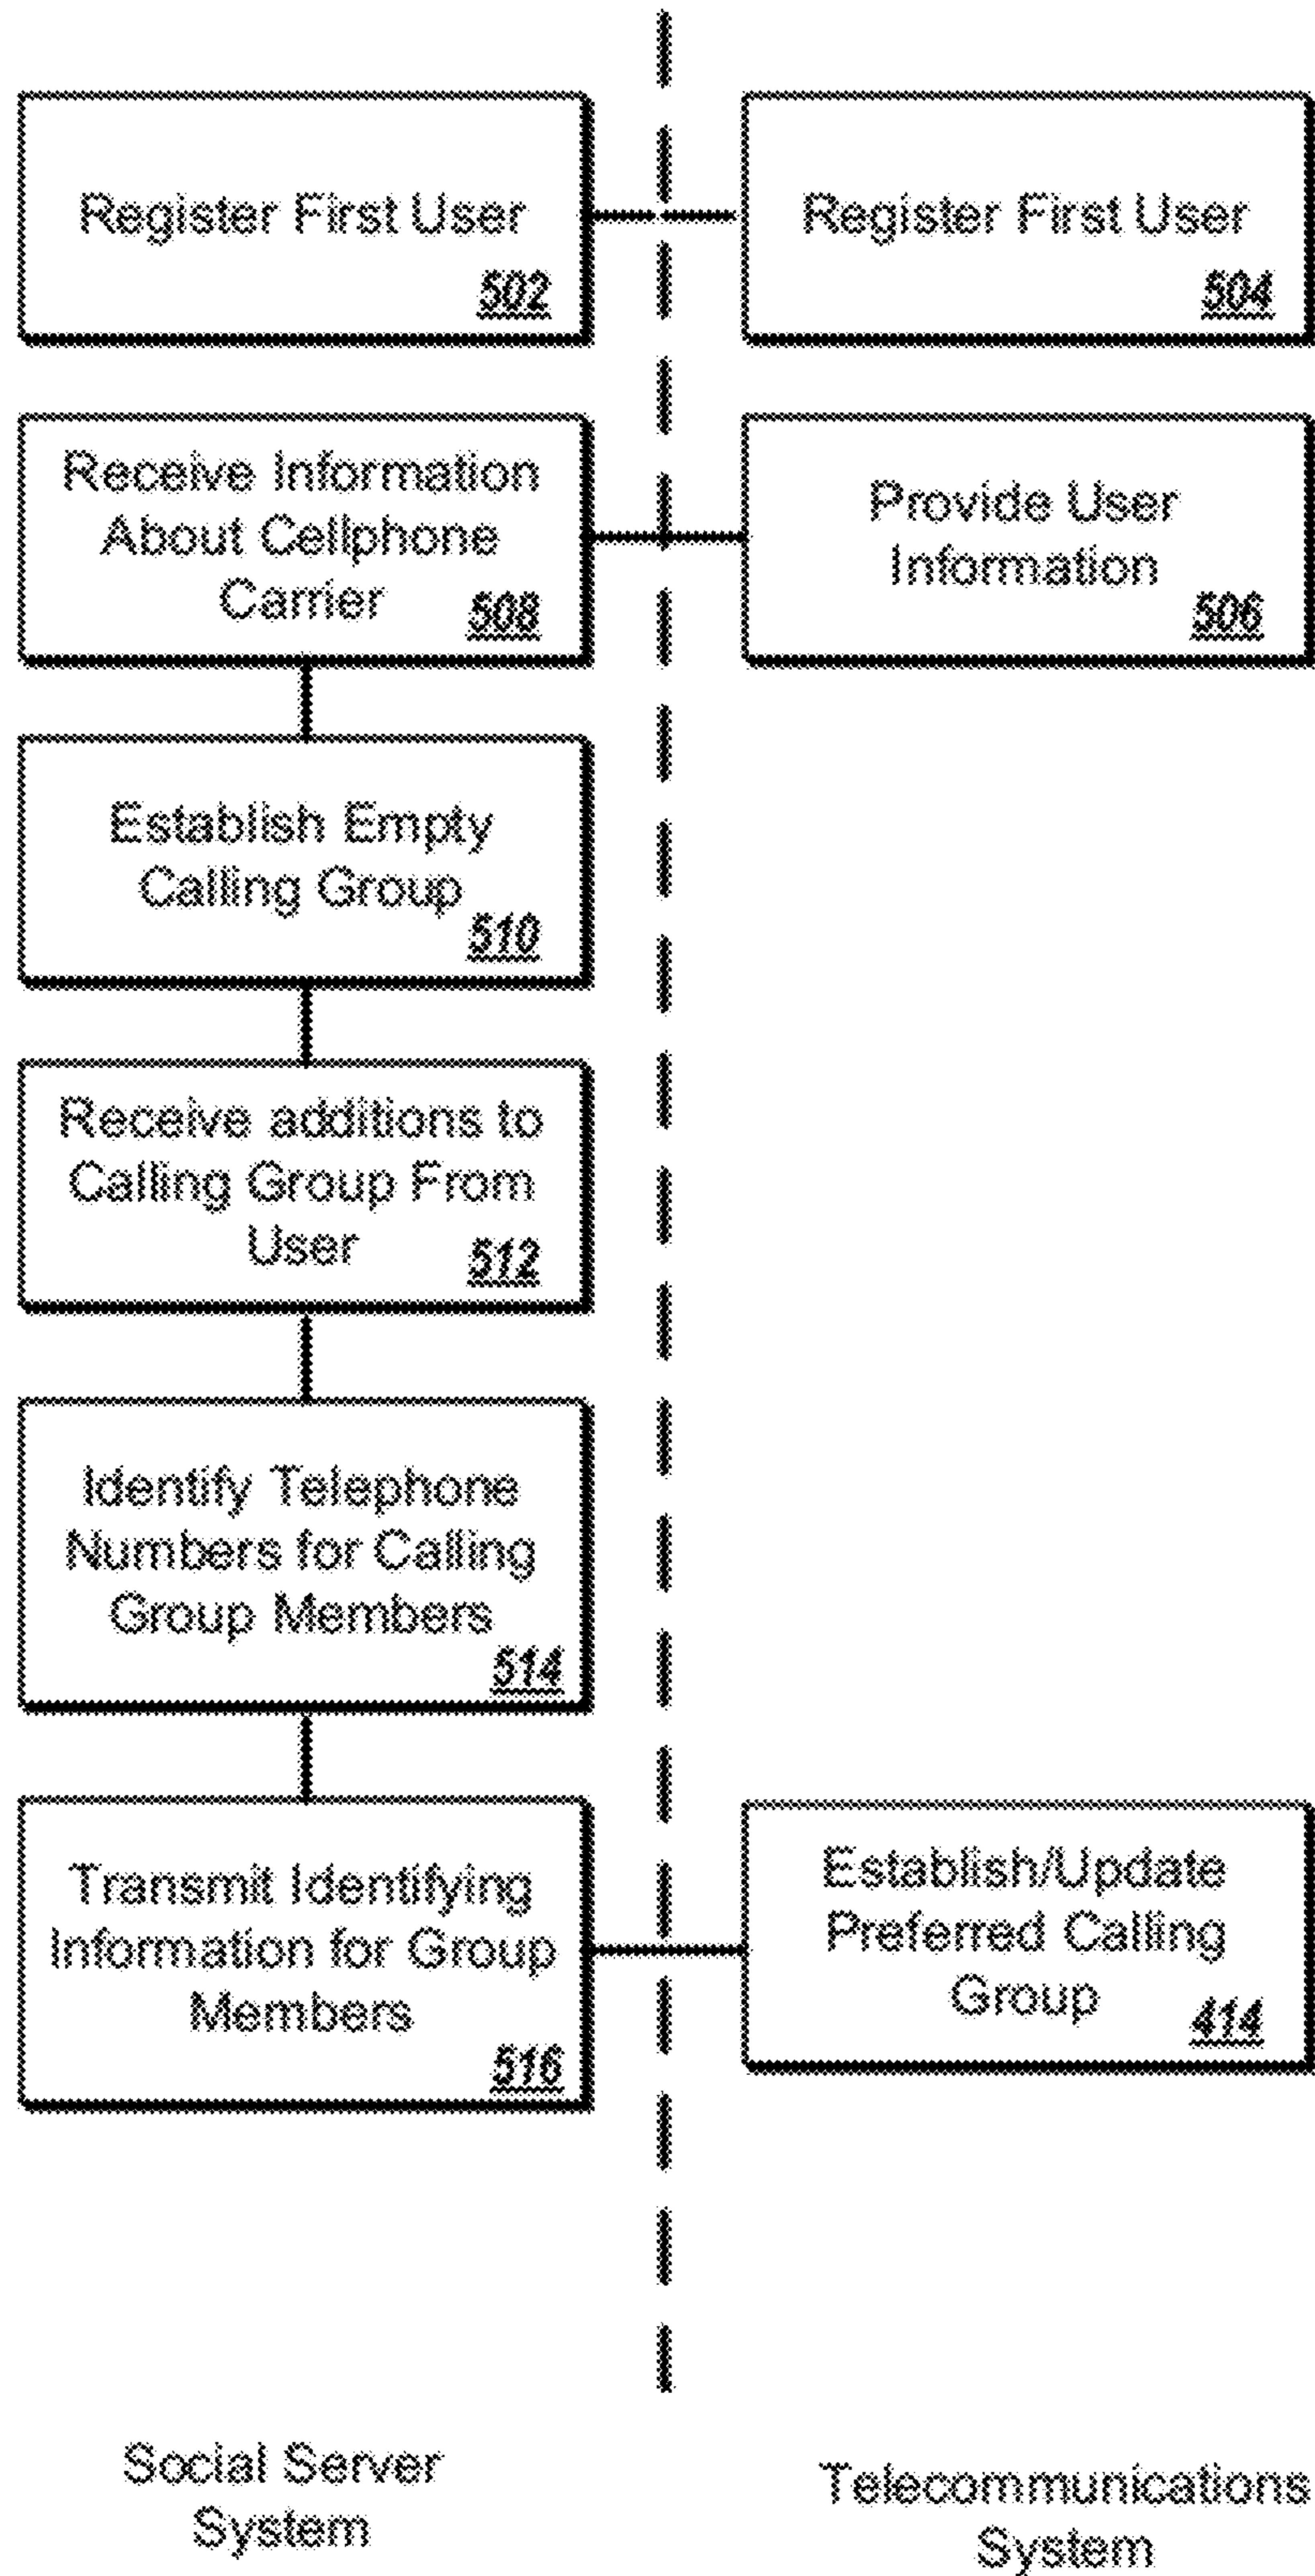 Register First User
502
Register First User
504
Receive Information
About Cellphone
Carrier
508
Provide User
Information
506
Establish Empty
Calling Group
510
Receive additions to
Calling Group From
User
512
Identify Telephone
Numbers for Calling
Group Members
514
Transmit Identifying
Information for Group
Members
516
Establish/Update
Preferred Calling
Group
414
Social Server
System
Telecommunications
System